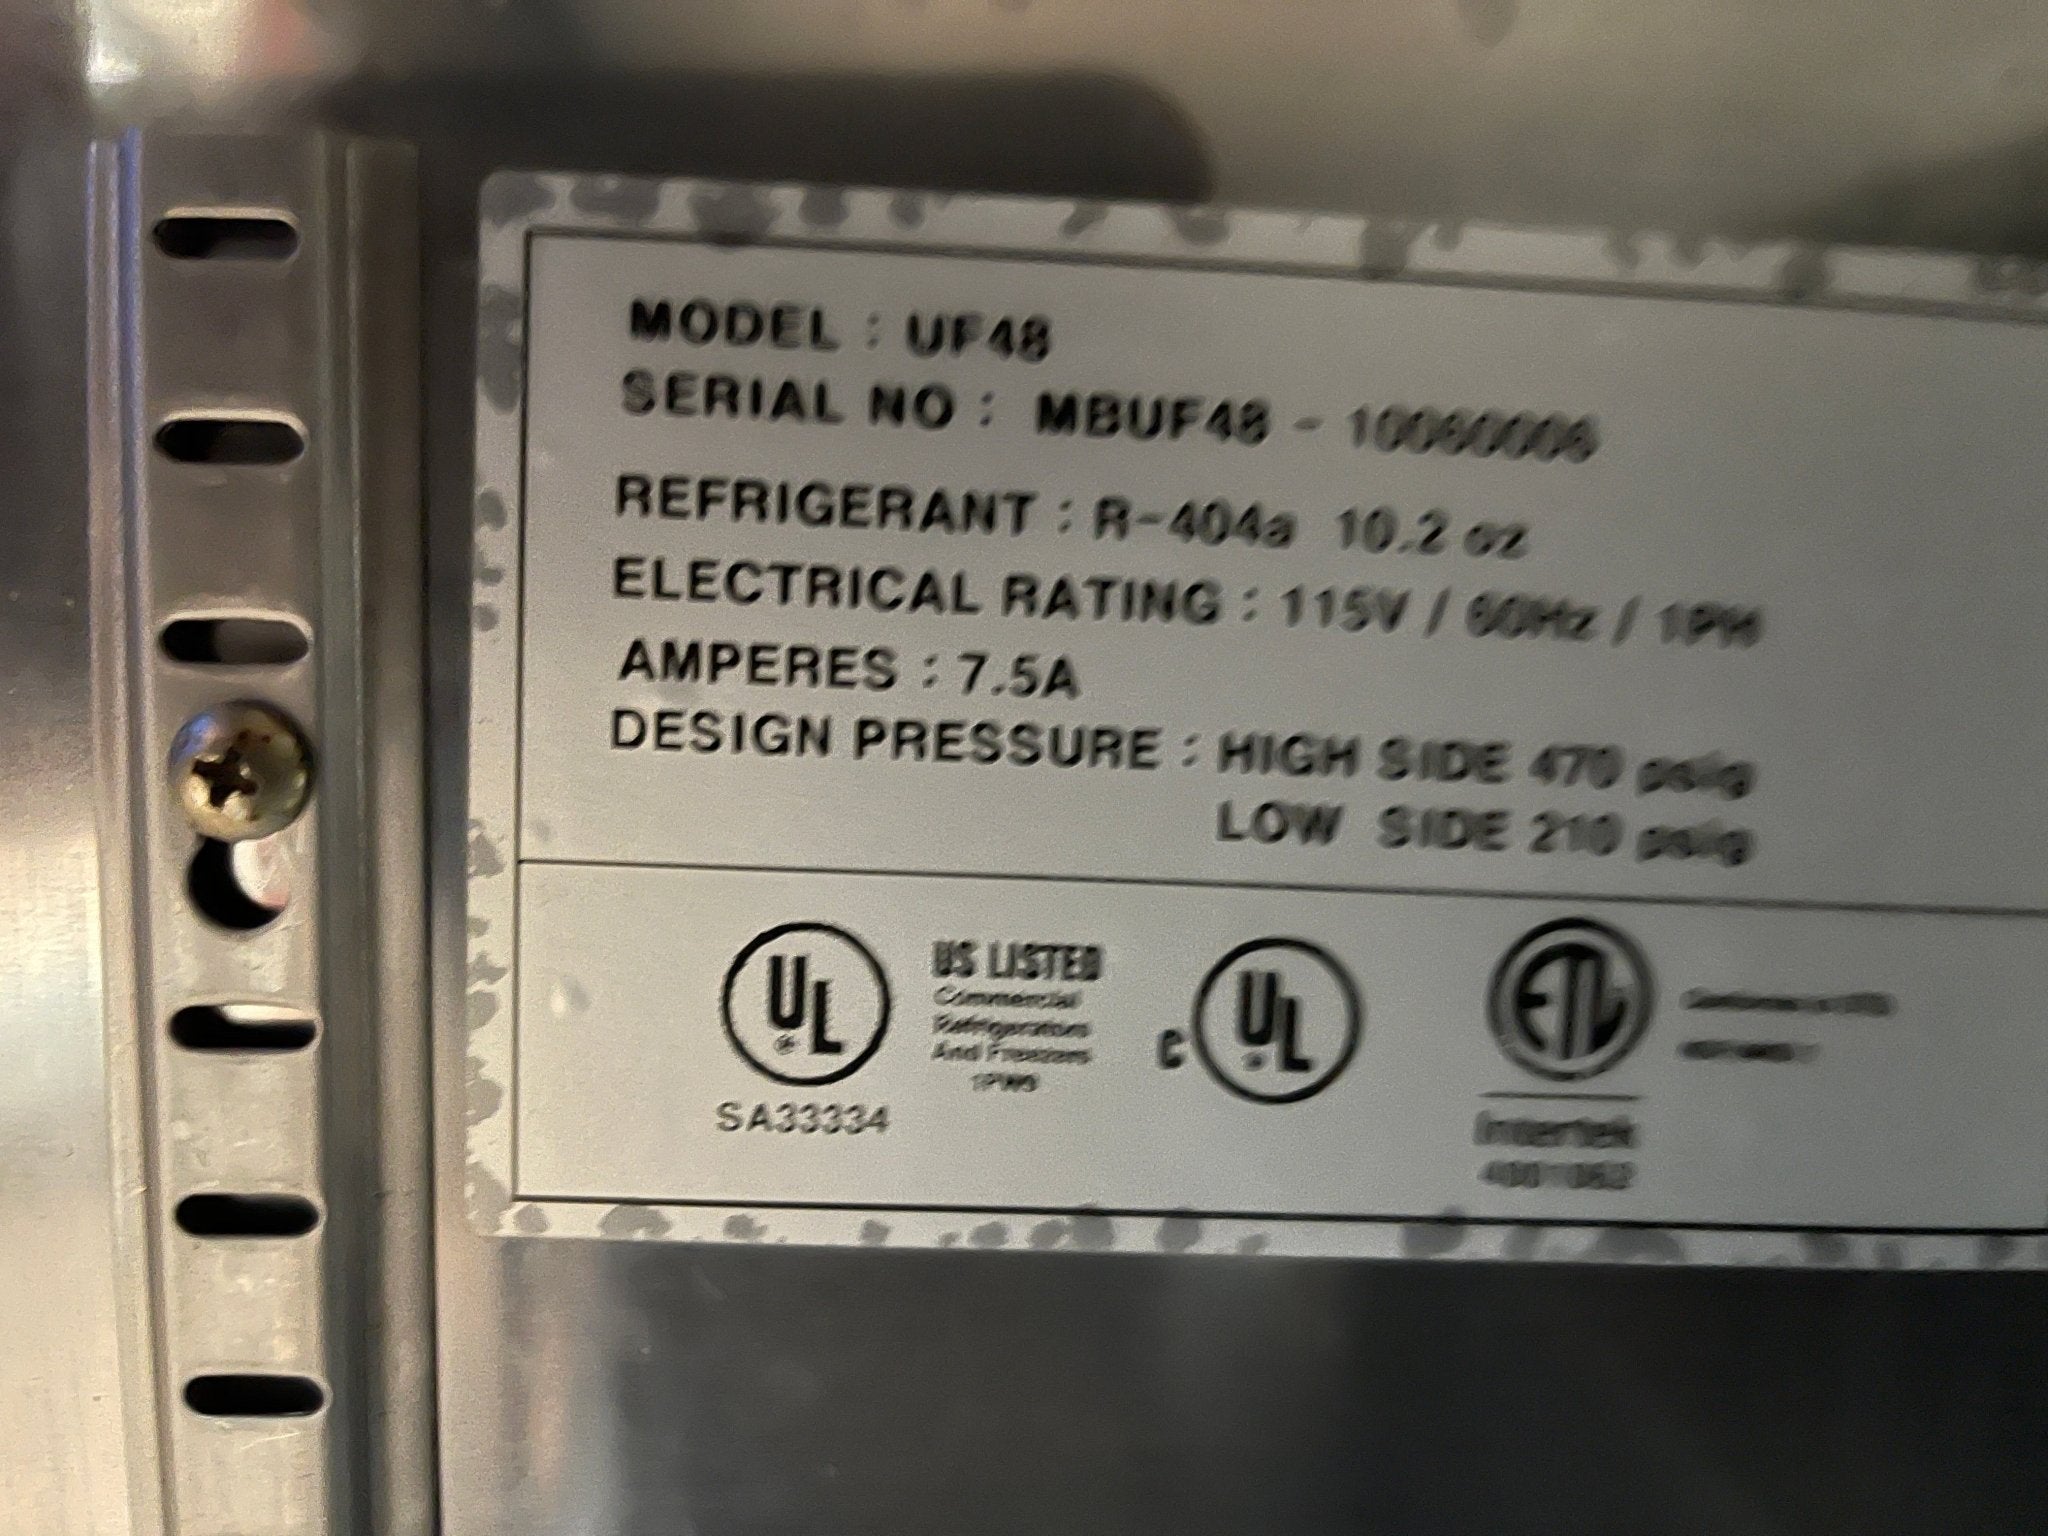 MODEL : UF48
SERIAL NO : MBUF48 - 10060006
REFRIGERANT : R-404a 10.2 oz
ELECTRICAL RATING : 115V / 60Hz / 1PH
AMPERES : 7.5A
DESIGN PRESSURE : HIGH SIDE 470 psig
LOW SIDE 210 psig
UL
®
SA33334
US LISTED
Commercial
Refrigerators
And Freezers
1PW9
C UL
®
ETL
Intertek